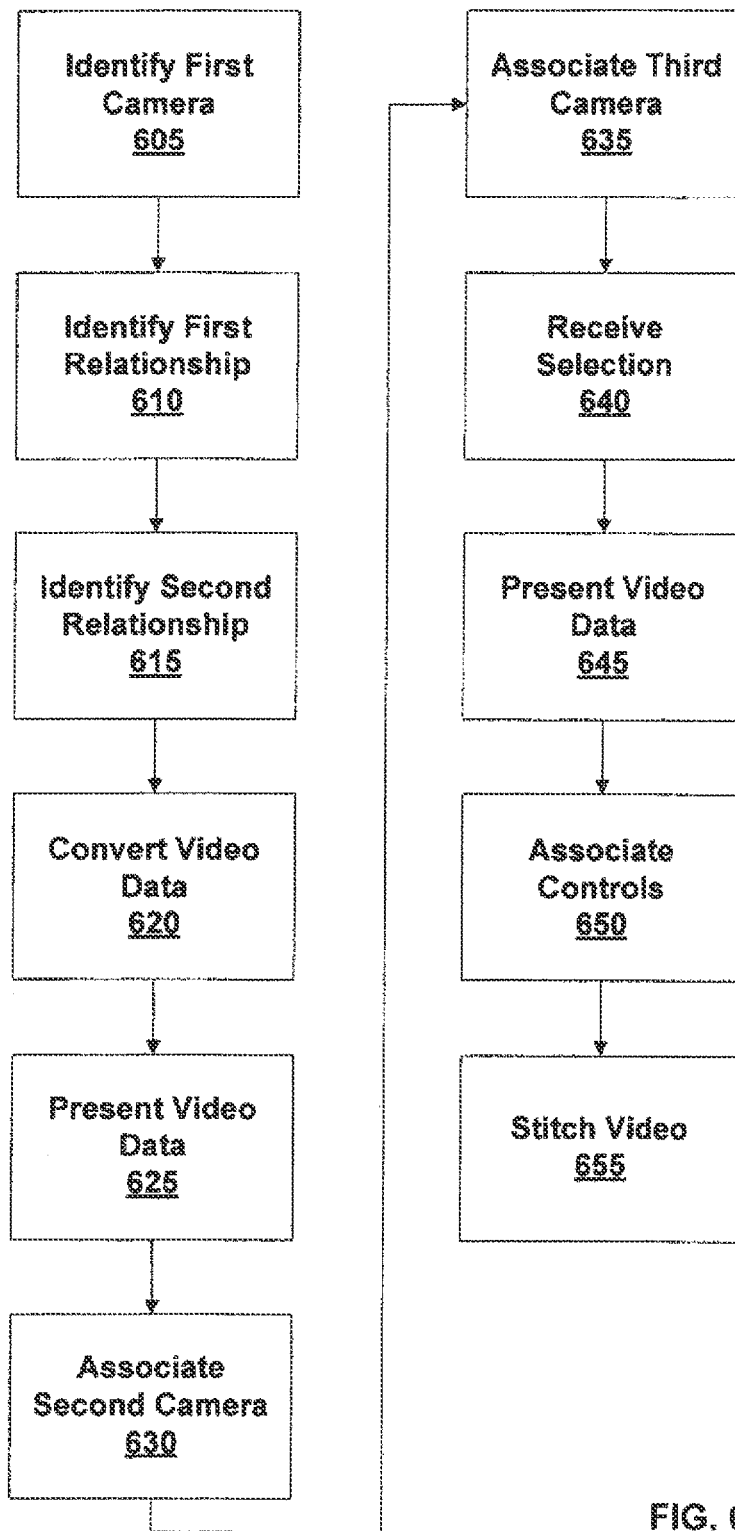 Identify First
Camera
605
Identify First
Relationship
610
Identify Second
Relationship
615
Convert Video
Data
620
Present Video
Data
625
Associate
Second Camera
630
Associate Third
Camera
635
Receive
Selection
640
Present Video
Data
645
Associate
Controls
650
Stitch Video
655
FIG.